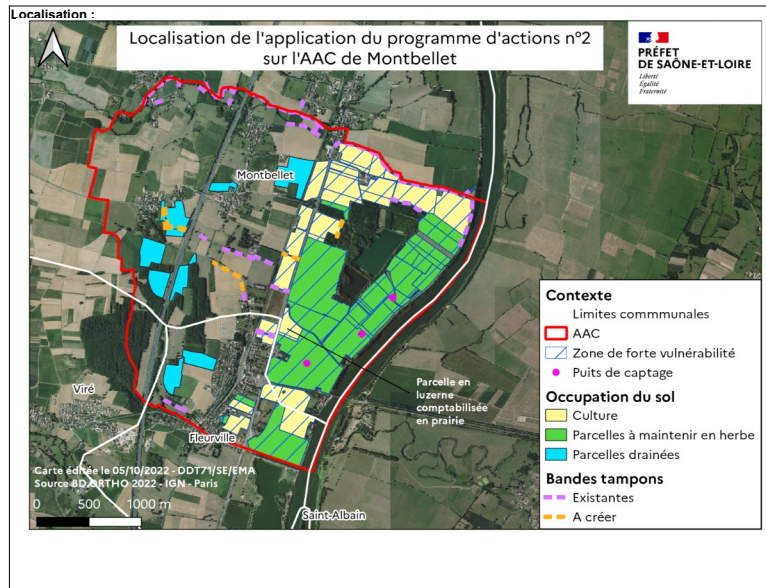 Localisation :
Localisation de l'application du programme d'actions n°2
sur l'AAC de Montbellet
PRÉFET
DE SAÔNE-ET-LOIRE
Liberté
Égalité
Fraternité
Montbellet
Viré
Fleurville
Saint-Albain
Parcelle en
luzerne
comptabilisée
en prairie
Contexte
Limites commmunales
AAC
Zone de forte vulnérabilité
Puits de captage
Occupation du sol
Culture
Parcelles à maintenir en herbe
Parcelles drainées
Bandes tampons
Existantes
A créer
Carte éditée le 05/10/2022 - DDT71/SE/EMA
Source BD ORTHO 2022 - IGN - Paris
0 500 1000 m